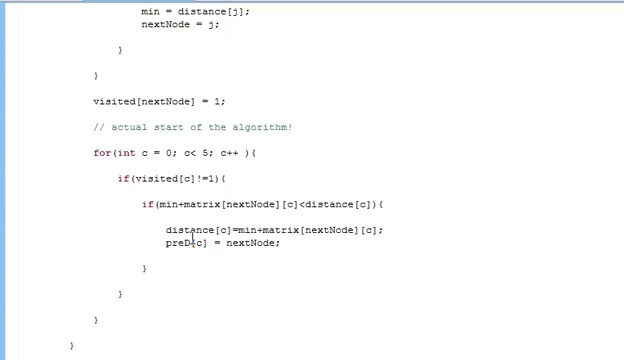 min = distance[j];
nextNode = j;
}
}
visited[nextNode] = 1;
// actual start of the algorithm!
for(int c = 0; c< 5; c++ ){
if(visited[c]!=1){
if(min+matrix[nextNode][c]<distance[c]){
distance[c]=min+matrix[nextNode][c];
preD[c] = nextNode;
}
}
}
}